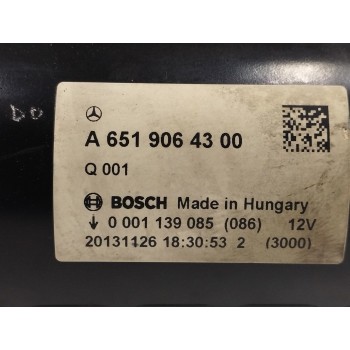 A 651 906 43 00
Q 001
BOSCH Made in Hungary
↓ 0 001 139 085 (086) 12V
20131126 18:30:53 2 (3000)